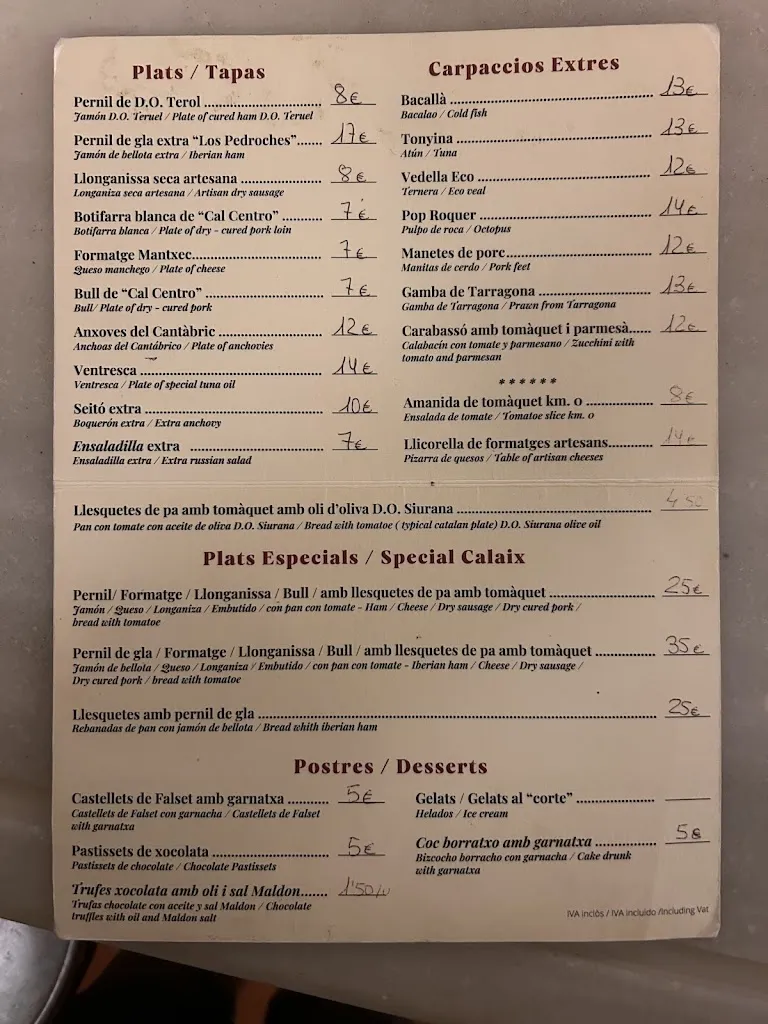 Plats / Tapas
Pernil de D.O. Terol ........ 8€
Jamón D.O. Teruel / Plate of cured ham D.O. Teruel
Pernil de gla extra “Los Pedroches” ........ 17€
Jamón de bellota extra / Iberian ham
Llonganissa seca artesana ........ 8€
Longaniza seca artesana / Artisan dry sausage
Botifarra blanca de “Cal Centro” ........ 7€
Botifarra blanca / Plate of dry - cured pork loin
Formatge Mantxec ........ 7€
Queso manchego / Plate of cheese
Bull de “Cal Centro” ........ 7€
Bull/ Plate of dry - cured pork
Anxoves del Cantàbric ........ 12€
Anchoas del Cantábrico / Plate of anchovies
Ventresca ........ 14€
Ventresca / Plate of special tuna oil
Seitó extra ........ 10€
Boquerón extra / Extra anchovy
Ensaladilla extra ........ 7€
Ensaladilla extra / Extra russian salad
Carpaccios Extres
Bacallà ........ 13€
Bacalao / Cold fish
Tonyina ........ 13€
Atún / Tuna
Vedella Eco ........ 12€
Ternera / Eco veal
Pop Roquer ........ 14€
Pulpo de roca / Octopus
Manetes de porc ........ 12€
Manitas de cerdo / Pork feet
Gamba de Tarragona ........ 13€
Gamba de Tarragona / Prawn from Tarragona
Carabassó amb tomàquet i parmesà ........ 12€
Calabacín con tomate y parmesano / Zucchini with
tomato and parmesan
******
Amanida de tomàquet km. 0 ........ 8€
Ensalada de tomate / Tomatoe slice km. 0
Llicorella de formatges artesans ........ 14€
Pizarra de quesos / Table of artisan cheeses
Llesquetes de pa amb tomàquet amb oli d’oliva D.O. Siurana ........ 4'50
Pan con tomate con aceite de oliva D.O. Siurana / Bread with tomatoe ( typical catalan plate) D.O. Siurana olive oil
Plats Especials / Special Calaix
Pernil/ Formatge / Llonganissa / Bull / amb llesquetes de pa amb tomàquet ........ 25€
Jamón / Queso / Longaniza / Embutido / con pan con tomate - Ham / Cheese / Dry sausage / Dry cured pork /
bread with tomatoe
Pernil de gla / Formatge / Llonganissa / Bull / amb llesquetes de pa amb tomàquet ........ 35€
Jamón de bellota / Queso / Longaniza / Embutido / con pan con tomate - Iberian ham / Cheese / Dry sausage /
Dry cured pork / bread with tomatoe
Llesquetes amb pernil de gla ........ 25€
Rebanadas de pan con jamón de bellota / Bread whith iberian ham
Postres / Desserts
Castellets de Falset amb garnatxa ........ 5€
Castellets de Falset con garnacha / Castellets de Falset
with garnatxa
Pastissets de xocolata ........ 5€
Pastissets de chocolate / Chocolate Pastissets
Trufes xocolata amb oli i sal Maldon ........ 1'50/u
Trufas chocolate con aceite y sal Maldon / Chocolate
truffles with oil and Maldon salt
Gelats / Gelats al “corte” ........
Helados / Ice cream
Coc borratxo amb garnatxa ........ 5€
Bizcocho borracho con garnacha / Cake drunk
with garnatxa
IVA inclòs / IVA incluido /Including Vat